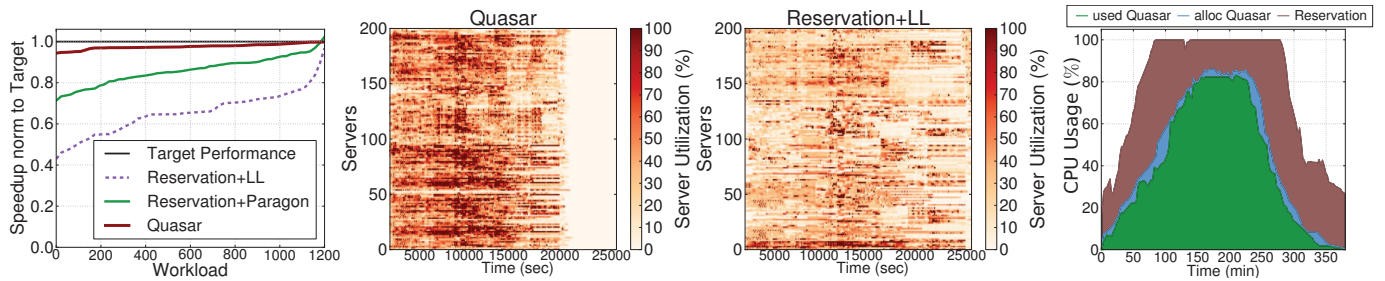 Speedup norm to Target
1.0
0.8
0.6
0.4
0.2
0.0
Target Performance
Reservation+LL
Reservation+Paragon
Quasar
0 200 400 600 800 1000 1200
Workload
Quasar
Servers
200
150
100
50
0
5000 10000 15000 20000 25000
Time (sec)
100
90
80
70
60
50
40
30
20
10
0
Server Utilization (%)
Reservation+LL
Servers
200
150
100
50
0
5000 10000 15000 20000 25000
Time (sec)
100
90
80
70
60
50
40
30
20
10
0
Server Utilization (%)
used Quasar alloc Quasar Reservation
CPU Usage (%)
100
80
60
40
20
0
0 50 100 150 200 250 300 350
Time (min)